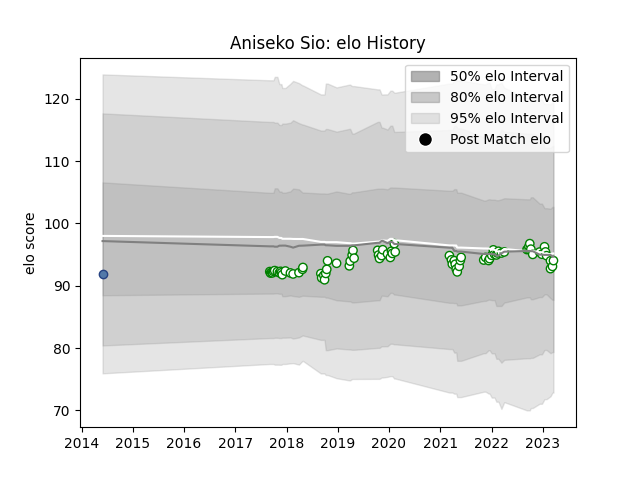 Aniseko Sio: elo History
50% elo Interval
80% elo Interval
95% elo Interval
Post Match elo
elo score
120
110
100
90
80
70
2014 2015 2016 2017 2018 2019 2020 2021 2022 2023